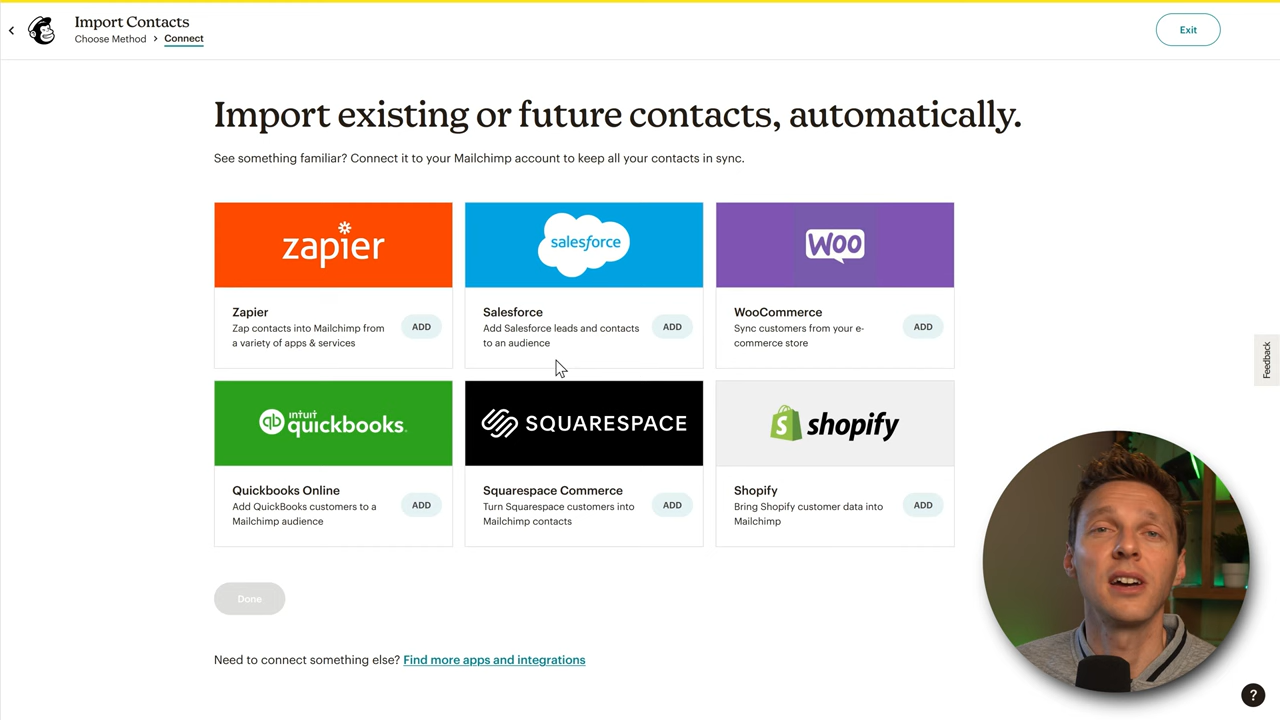 Import Contacts
Choose Method > Connect
Exit
Import existing or future contacts, automatically.
See something familiar? Connect it to your Mailchimp account to keep all your contacts in sync.
zapier
salesforce
WOO
Zapier
Zap contacts into Mailchimp from
a variety of apps & services
ADD
Salesforce
Add Salesforce leads and contacts
to an audience
ADD
WooCommerce
Sync customers from your e-
commerce store
ADD
Feedback
qb intuit quickbooks.
SQUARESPACE
shopify
Quickbooks Online
Add QuickBooks customers to a
Mailchimp audience
ADD
Squarespace Commerce
Turn Squarespace customers into
Mailchimp contacts
ADD
Shopify
Bring Shopify customer data into
Mailchimp
ADD
Done
Need to connect something else? Find more apps and integrations
?